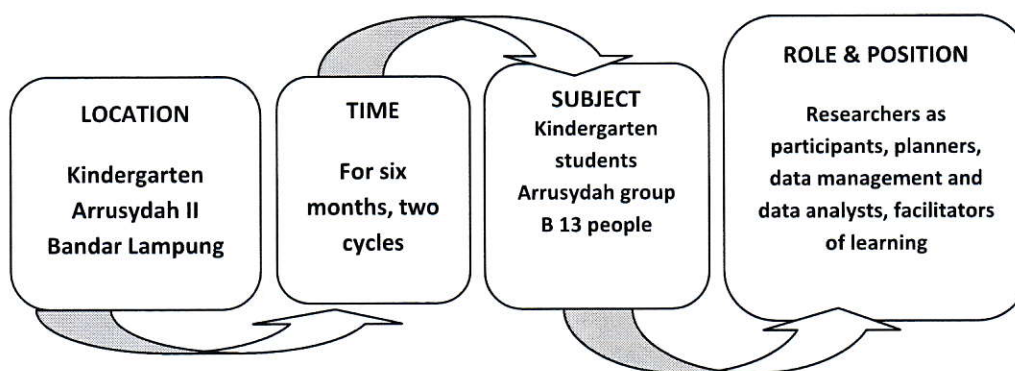 LOCATION
Kindergarten
Arrusydah II
Bandar Lampung
TIME
For six
months, two
cycles
SUBJECT
Kindergarten
students
Arrusydah group
B 13 people
ROLE & POSITION
Researchers as
participants, planners,
data management and
data analysts, facilitators
of learning